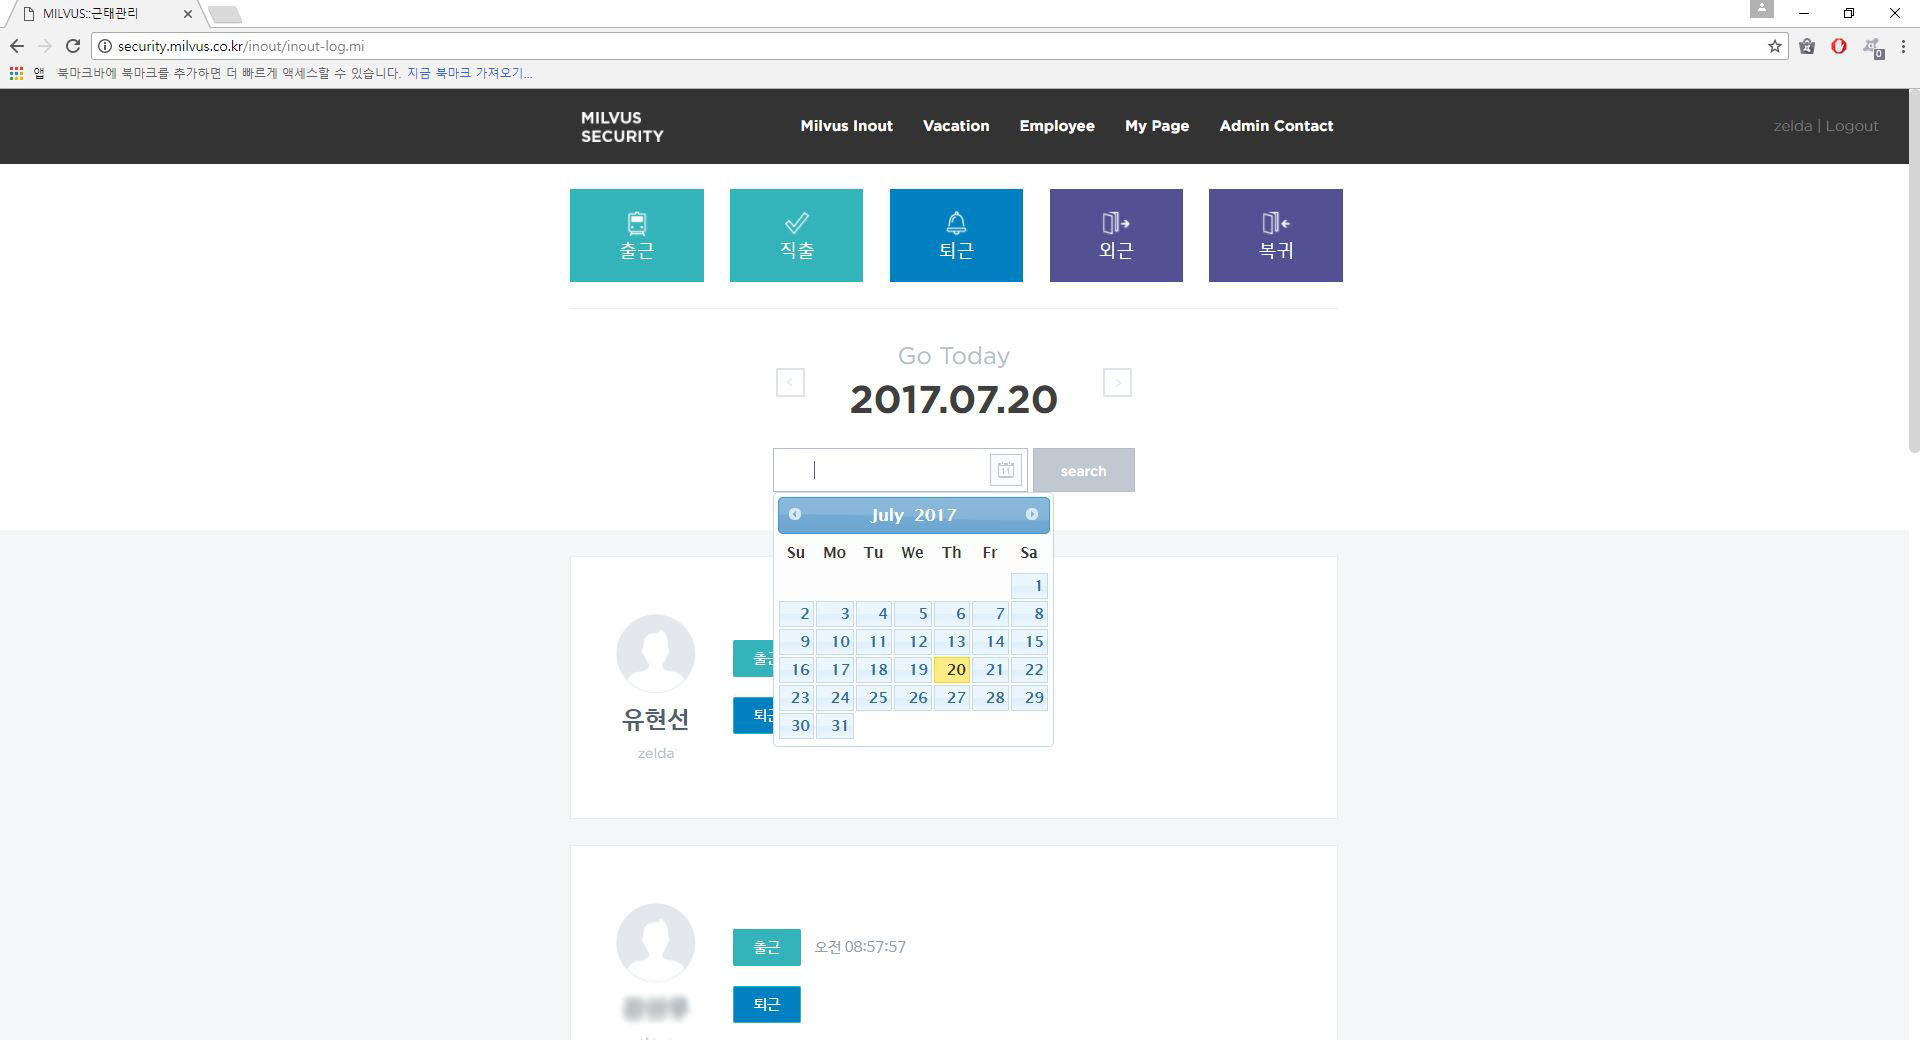 MILVUS::근태관리
security.milvus.co.kr/inout/inout-log.mi
0
앱 북마크바에 북마크를 추가하면 더 빠르게 액세스할 수 있습니다. 지금 북마크 가져오기...
MILVUS
SECURITY
Milvus Inout Vacation Employee My Page Admin Contact
zelda | Logout
출근 직출 퇴근 외근 복귀
Go Today
< 2017.07.20 >
11 search
July 2017
Su Mo Tu We Th Fr Sa
1
2 3 4 5 6 7 8
9 10 11 12 13 14 15
16 17 18 19 20 21 22
23 24 25 26 27 28 29
30 31
출근
퇴근
유현선
zelda
출근 오전 08:57:57
퇴근